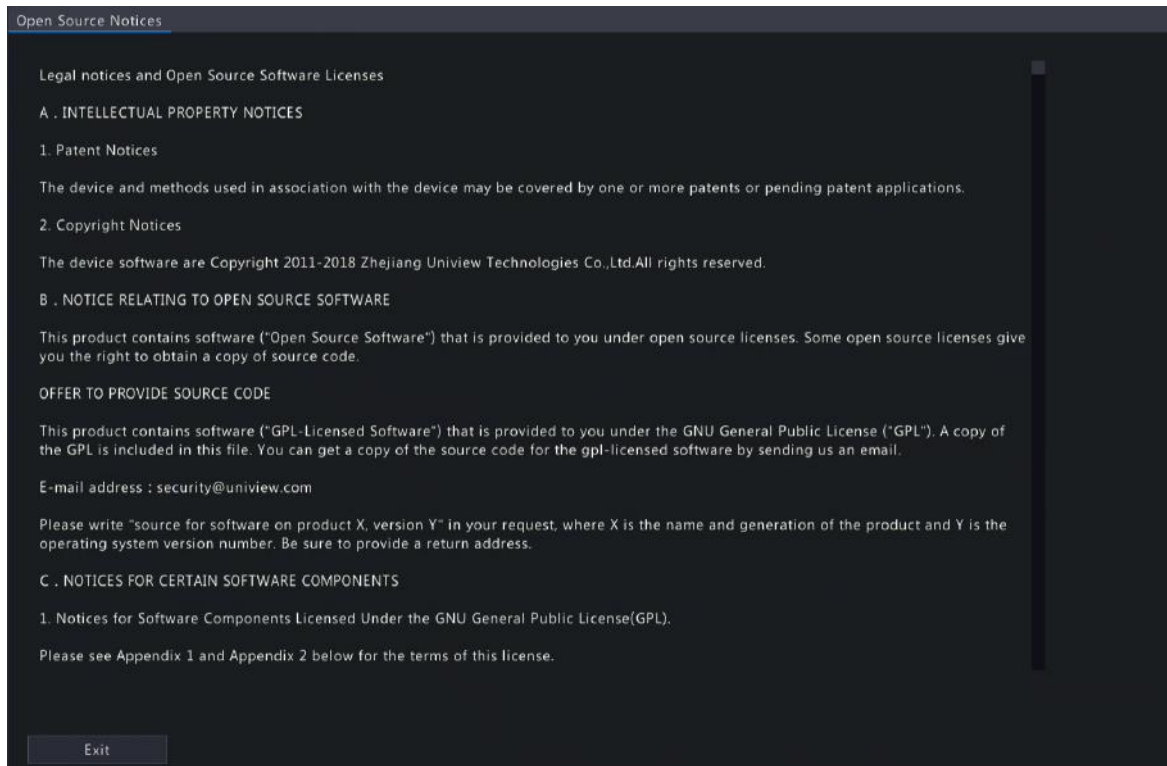 Open Source Notices
Legal notices and Open Source Software Licenses
A . INTELLECTUAL PROPERTY NOTICES
1. Patent Notices
The device and methods used in association with the device may be covered by one or more patents or pending patent applications.
2. Copyright Notices
The device software are Copyright 2011-2018 Zhejiang Uniview Technologies Co.,Ltd.All rights reserved.
B . NOTICE RELATING TO OPEN SOURCE SOFTWARE
This product contains software ("Open Source Software") that is provided to you under open source licenses. Some open source licenses give
you the right to obtain a copy of source code.
OFFER TO PROVIDE SOURCE CODE
This product contains software ("GPL-Licensed Software") that is provided to you under the GNU General Public License ("GPL"). A copy of
the GPL is included in this file. You can get a copy of the source code for the gpl-licensed software by sending us an email.
E-mail address : security@uniview.com
Please write "source for software on product X, version Y" in your request, where X is the name and generation of the product and Y is the
operating system version number. Be sure to provide a return address.
C . NOTICES FOR CERTAIN SOFTWARE COMPONENTS
1. Notices for Software Components Licensed Under the GNU General Public License(GPL).
Please see Appendix 1 and Appendix 2 below for the terms of this license.
Exit